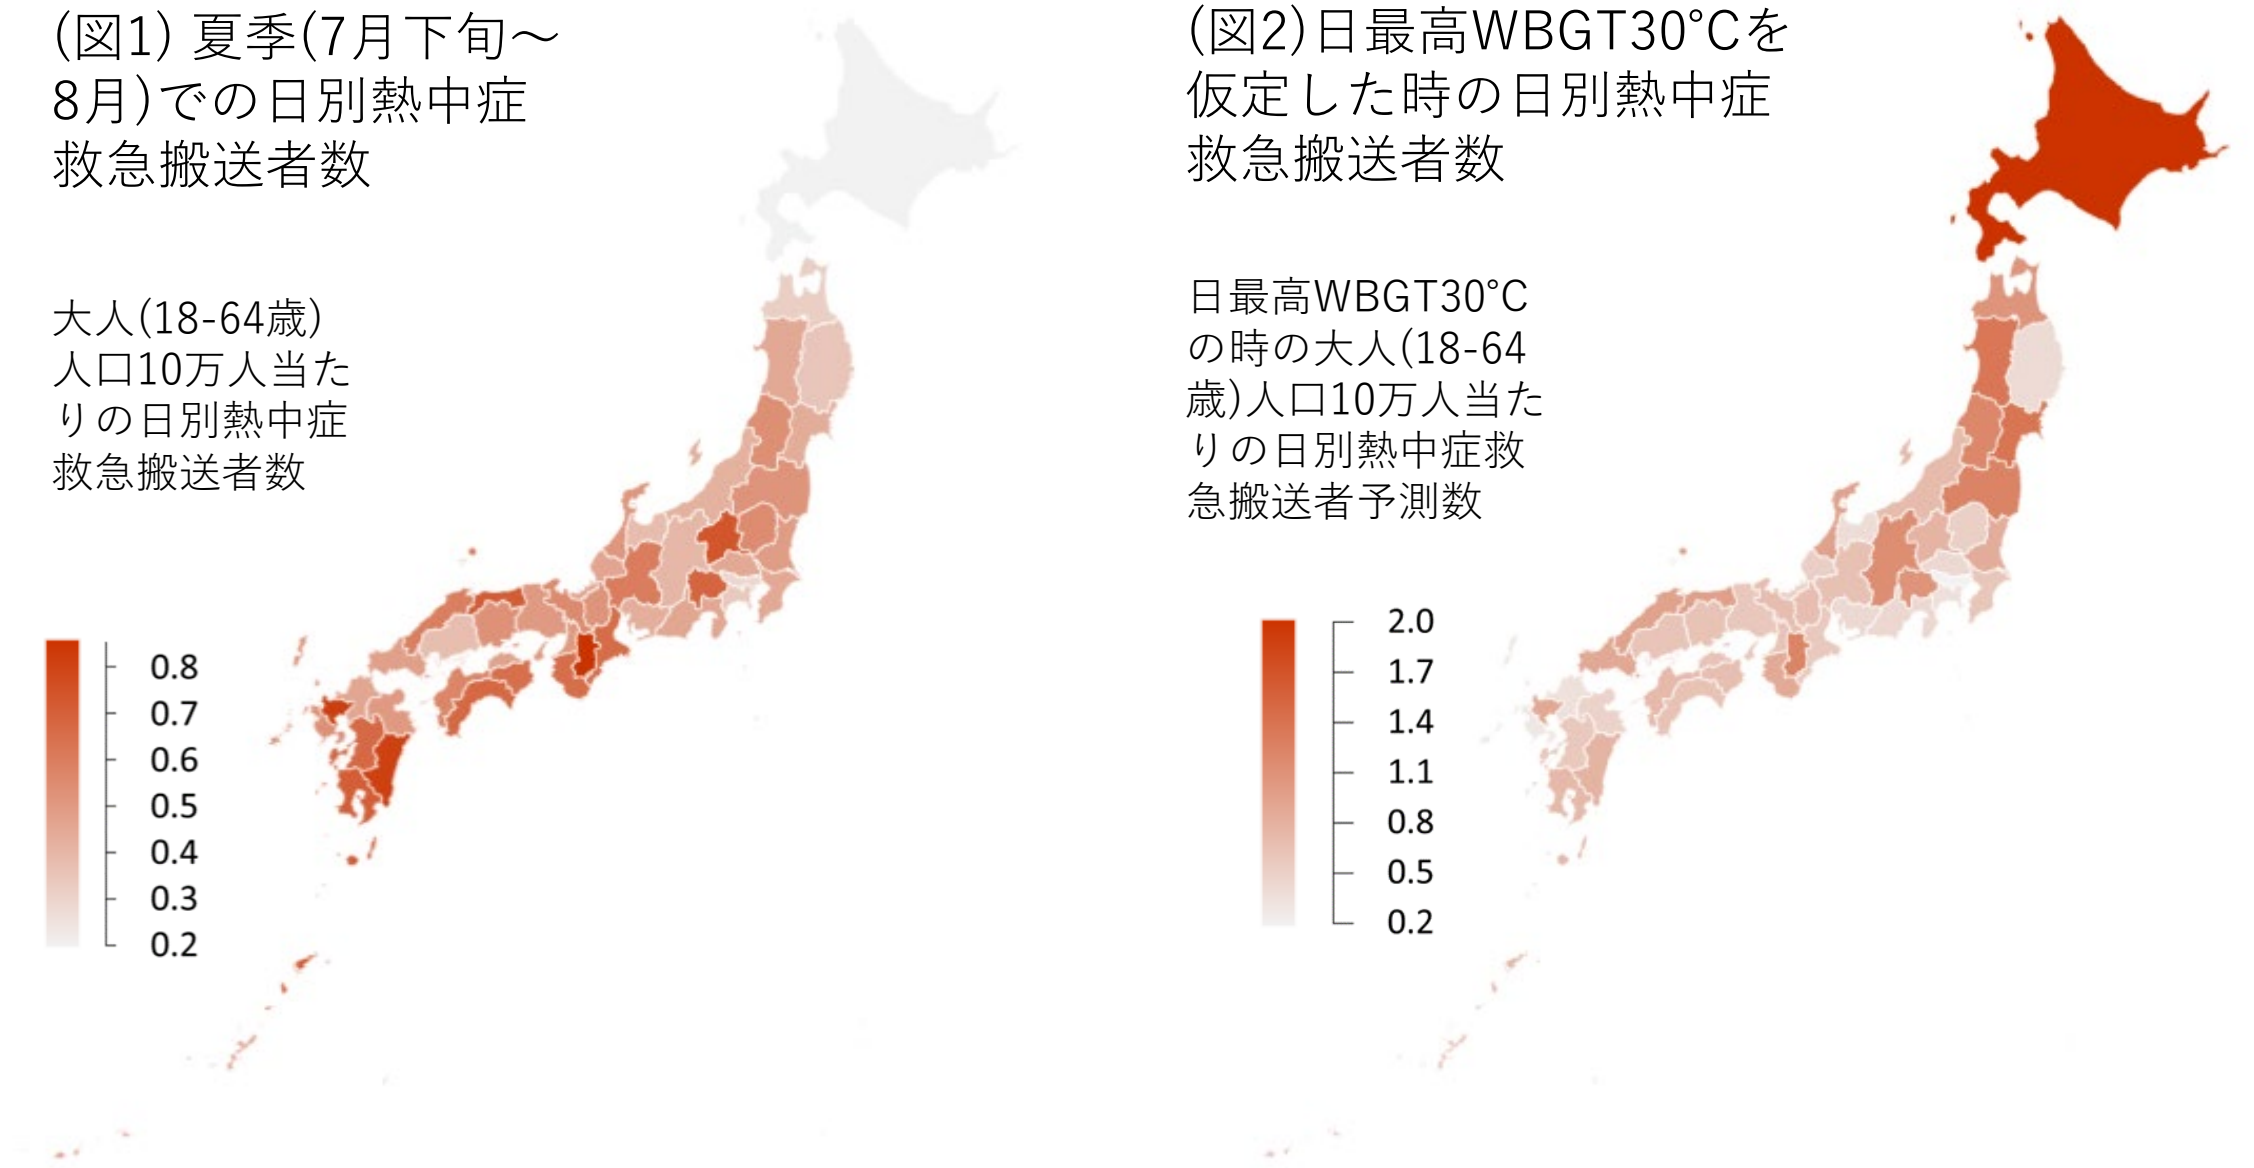 (図1) 夏季(7月下旬～
8月)での日別熱中症
救急搬送者数
大人(18-64歳)
人口10万人当た
りの日別熱中症
救急搬送者数
0.8
0.7
0.6
0.5
0.4
0.3
0.2
(図2)日最高WBGT30°Cを
仮定した時の日別熱中症
救急搬送者数
日最高WBGT30°C
の時の大人(18-64
歳)人口10万人当た
りの日別熱中症救
急搬送者予測数
2.0
1.7
1.4
1.1
0.8
0.5
0.2